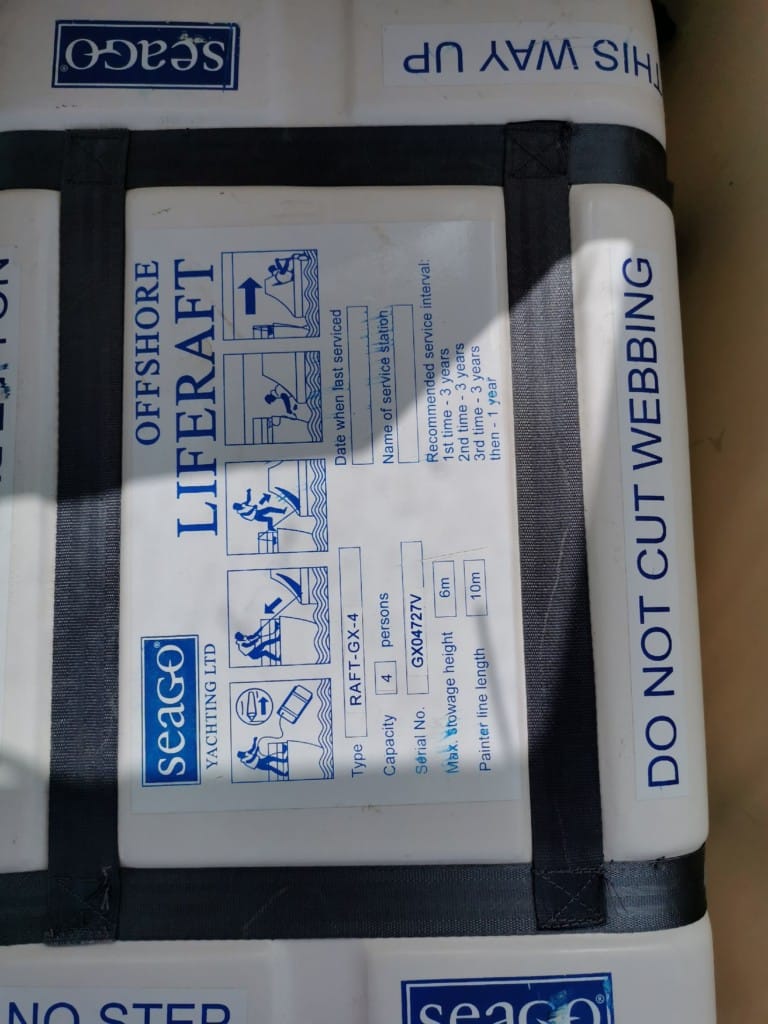 seaGO
THIS WAY UP
seaGO
YACHTING LTD
OFFSHORE
LIFERAFT
Type RAFT-GX-4
Capacity 4 persons
Serial No. GX04727V
Max. stowage height 6m
Painter line length 10m
Date when last serviced
Name of service station
Recommended service interval:
1st time - 3 years
2nd time - 3 years
3rd time - 3 years
then - 1 year
DO NOT CUT WEBBING
NO STEP
seaGO